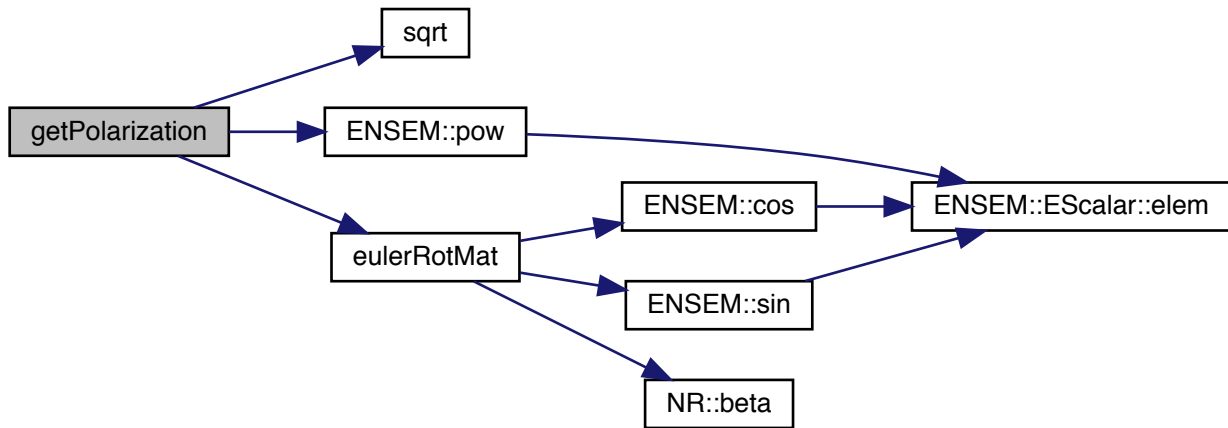 sqrt
getPolarization
ENSEM::pow
ENSEM::cos
ENSEM::EScalar::elem
eulerRotMat
ENSEM::sin
NR::beta